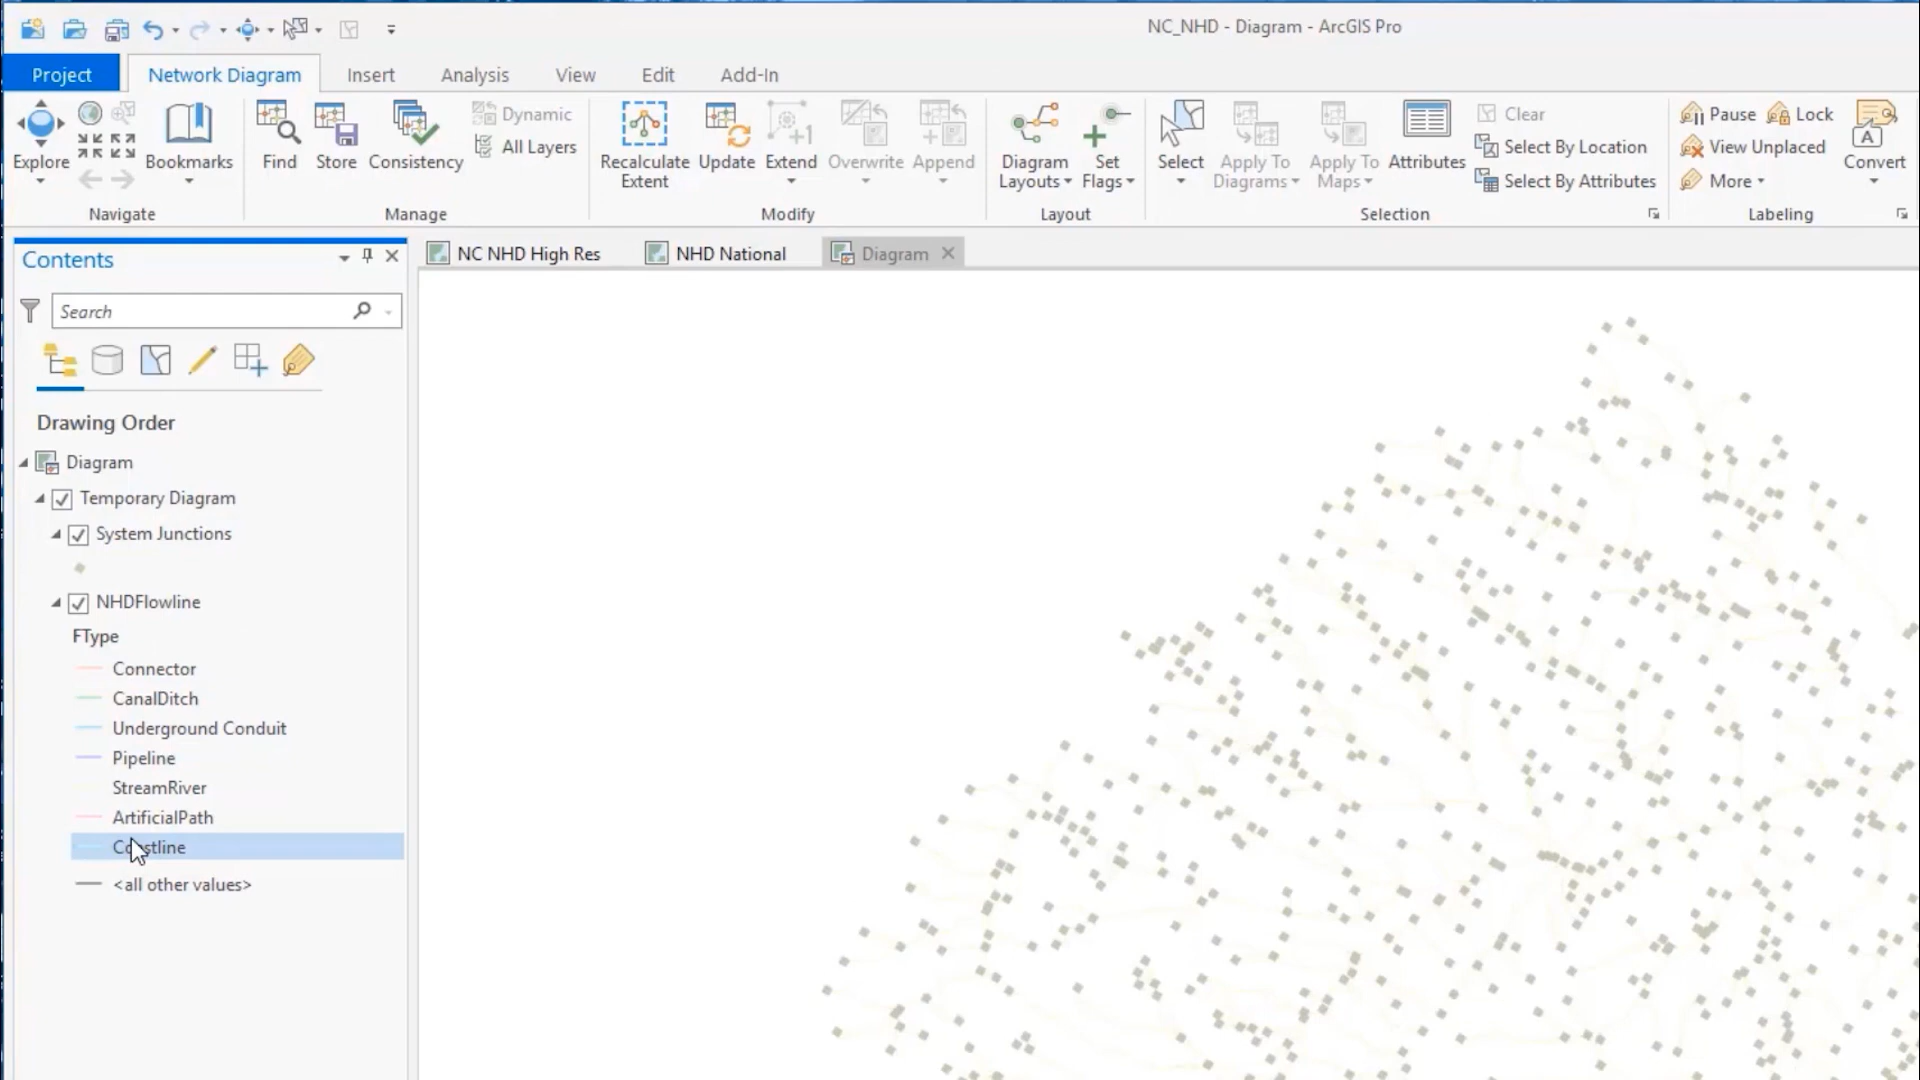 NC_NHD - Diagram - ArcGIS Pro
Project Network Diagram Insert Analysis View Edit Add-In
Explore
Bookmarks
Navigate
Find
Store
Consistency
Dynamic
All Layers
Manage
Recalculate
Extent
Update
Extend
Overwrite
Append
Modify
Diagram
Layouts
Set
Flags
Layout
Select
Apply To
Diagrams
Apply To
Maps
Attributes
Clear
Select By Location
Select By Attributes
Selection
Pause Lock
View Unplaced
More
Convert
Labeling
Contents
Search
Drawing Order
Diagram
Temporary Diagram
System Junctions
NHDFlowline
FType
Connector
CanalDitch
Underground Conduit
Pipeline
StreamRiver
ArtificialPath
Coastline
<all other values>
NC NHD High Res NHD National Diagram